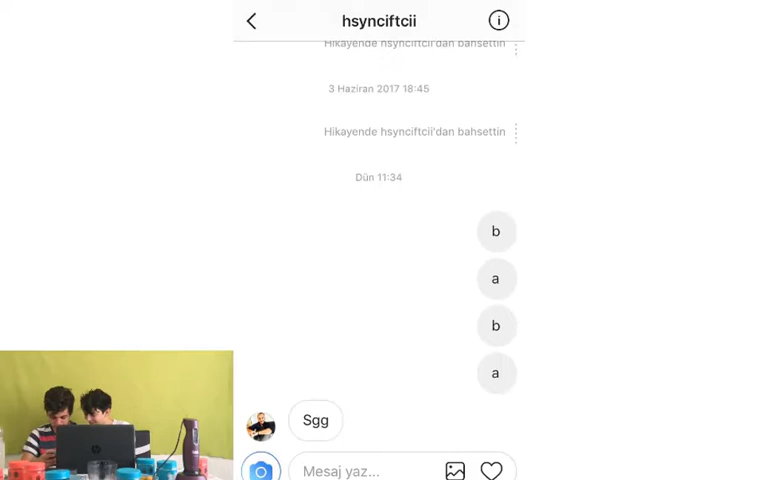 hsynciftcii
Hikayende hsynciftcii'dan bahsettin
3 Haziran 2017 18:45
Hikayende hsynciftcii'dan bahsettin
Dün 11:34
b
a
b
a
Sgg
Mesaj yaz...